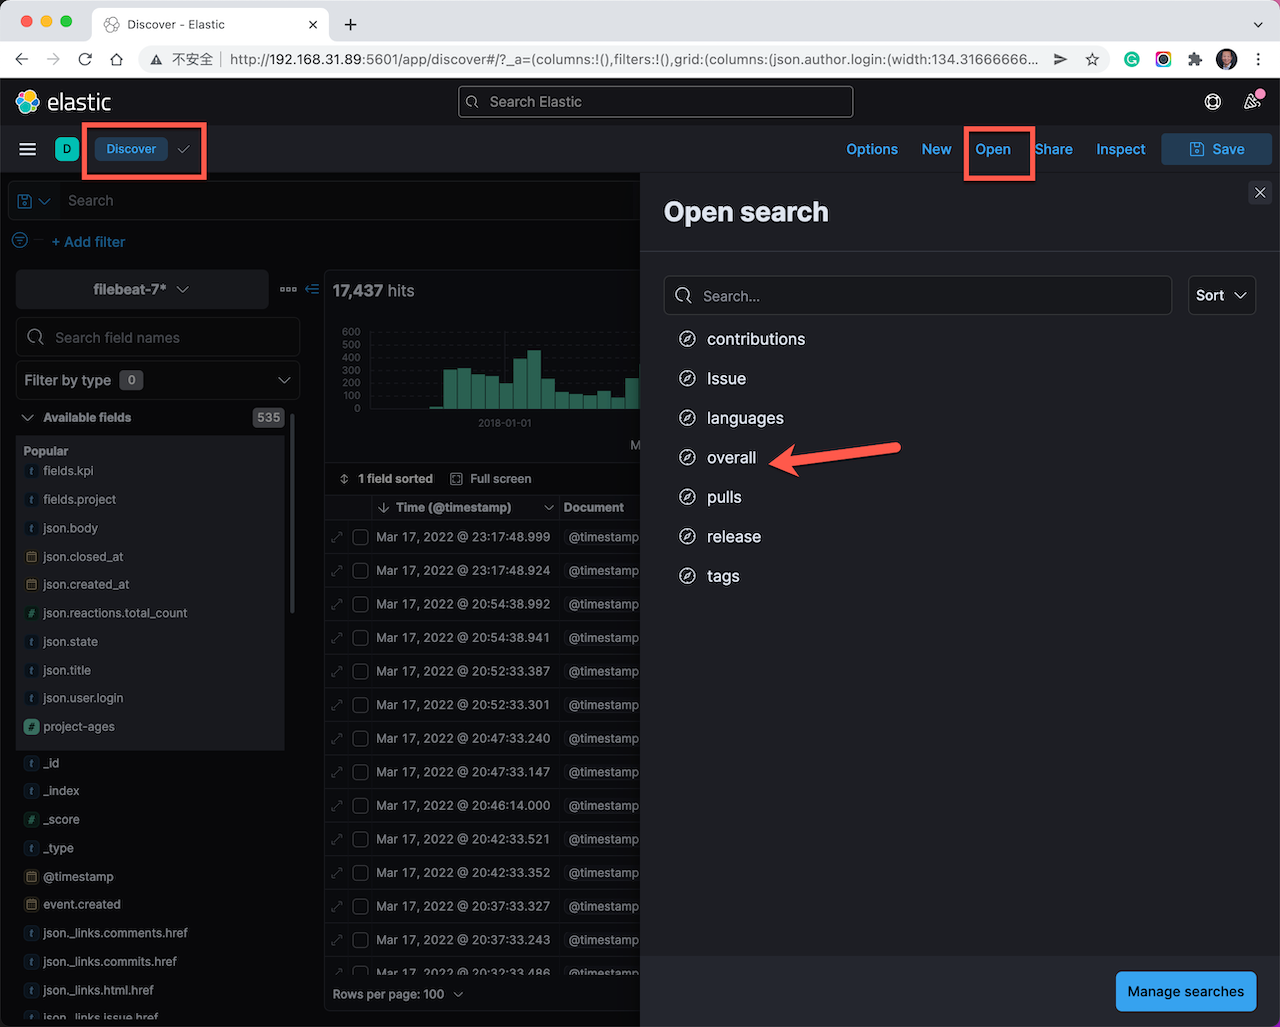 Discover - Elastic
不安全
http://192.168.31.89:5601/app/discover#/?_a=(columns:!(),filters:!(),grid:(columns:(json.author.login:(width:134.31666666...
elastic
Search Elastic
D
Discover
Options
New
Open
Share
Inspect
Save
Search
+ Add filter
Open search
filebeat-7*
17,437 hits
Search...
Sort
Search field names
Filter by type 0
Available fields 535
600
500
400
300
200
100
0
2018-01-01
M
contributions
Issue
languages
overall
pulls
release
tags
Popular
t fields.kpi
t fields.project
t json.body
json.closed_at
json.created_at
# json.reactions.total_count
t json.state
t json.title
t json.user.login
# project-ages
t _id
t _index
# _score
t _type
@timestamp
event.created
t json._links.comments.href
t json._links.commits.href
t json._links.html.href
t json._links.issue.href
1 field sorted
Full screen
Time (@timestamp)
Document
Mar 17, 2022 @ 23:17:48.999 @timestamp
Mar 17, 2022 @ 23:17:48.924 @timestamp
Mar 17, 2022 @ 20:54:38.992 @timestamp
Mar 17, 2022 @ 20:54:38.941 @timestamp
Mar 17, 2022 @ 20:52:33.387 @timestamp
Mar 17, 2022 @ 20:52:33.301 @timestamp
Mar 17, 2022 @ 20:47:33.240 @timestamp
Mar 17, 2022 @ 20:47:33.147 @timestamp
Mar 17, 2022 @ 20:46:14.000 @timestamp
Mar 17, 2022 @ 20:42:33.521 @timestamp
Mar 17, 2022 @ 20:42:33.352 @timestamp
Mar 17, 2022 @ 20:37:33.327 @timestamp
Mar 17, 2022 @ 20:37:33.243 @timestamp
Mar 17, 2022 @ 20:32:33.486 @timestamp
Rows per page: 100
Manage searches